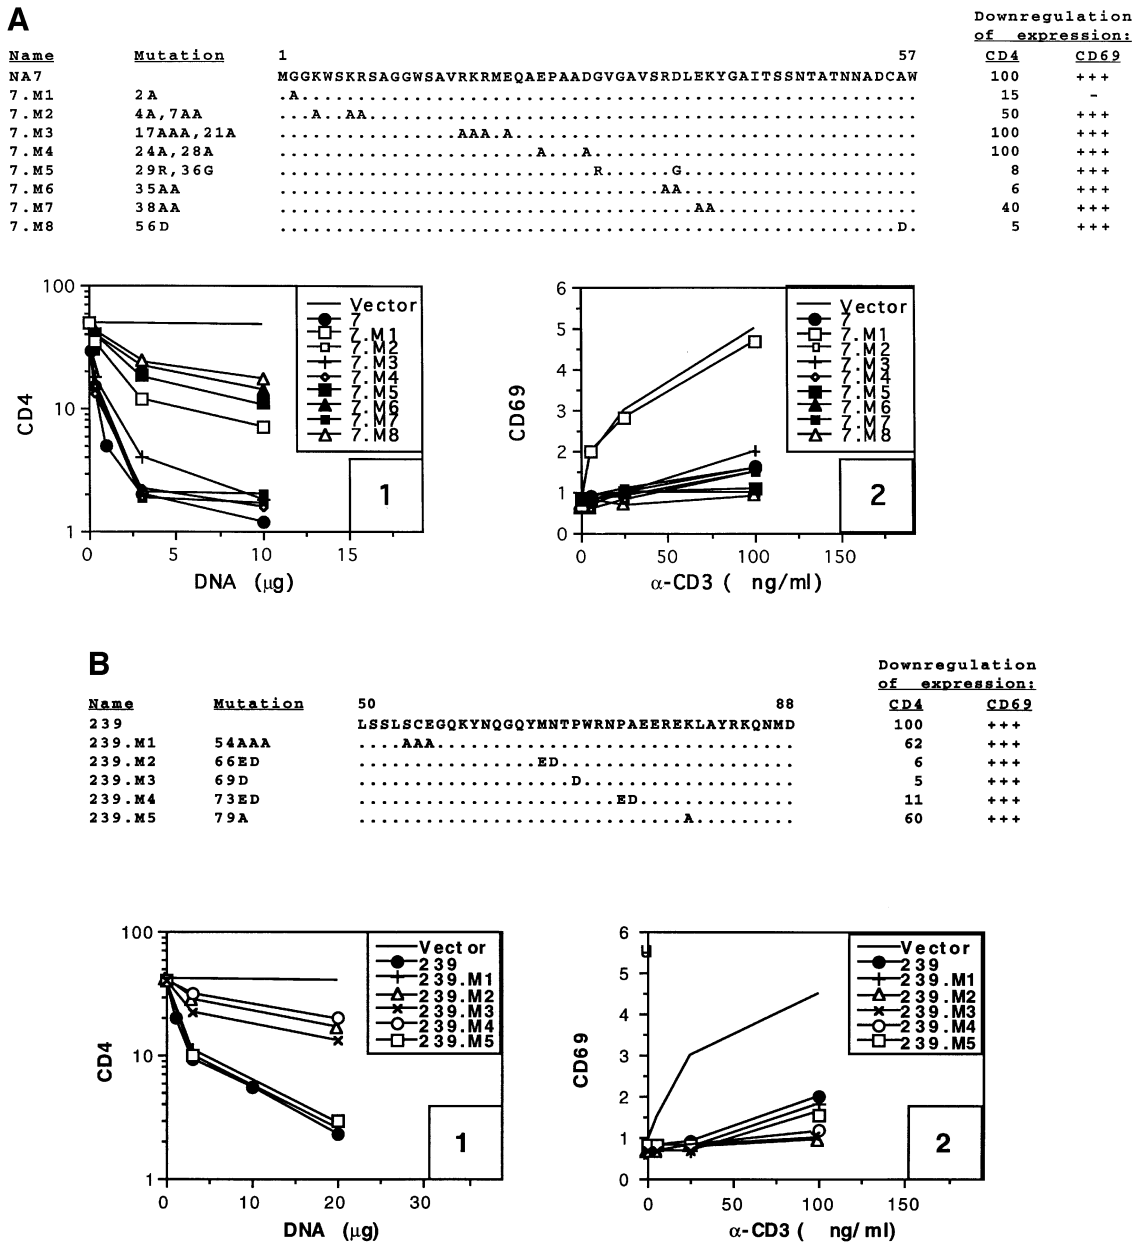 A
Downregulation
of expression:
Name Mutation 1 57 CD4 CD69
NA7 MGGKWSKRSAGGWSAVRKRMEQAEPAADGVGAVSRDLEKYGAITSSNTATNNADCAW 100 +++
7.M1 2A .A....................................................... 15 -
7.M2 4A,7AA ...A..AA................................................. 50 +++
7.M3 17AAA,21A ................AAA.A.................................... 100 +++
7.M4 24A,28A .......................A...A............................. 100 +++
7.M5 29R,36G ............................R......G..................... 8 +++
7.M6 35AA ..................................AA..................... 6 +++
7.M7 38AA .....................................AA.................. 40 +++
7.M8 56D .......................................................D. 5 +++
100
10
1
CD4
0 5 10 15
DNA (μg)
Vector
7
7.M1
7.M2
7.M3
7.M4
7.M5
7.M6
7.M7
7.M8
1
6
5
4
3
2
1
0
CD69
0 50 100 150
α-CD3 ( ng/ml)
Vector
7
7.M1
7.M2
7.M3
7.M4
7.M5
7.M6
7.M7
7.M8
2
B
Downregulation
of expression:
Name Mutation 50 88 CD4 CD69
239 LSSLSCEGQKYNQGQYMNTPWRNPAEEREKLAYRKQNMD 100 +++
239.M1 54AAA ....AAA................................ 62 +++
239.M2 66ED ................ED..................... 6 +++
239.M3 69D ...................D................... 5 +++
239.M4 73ED .......................ED.............. 11 +++
239.M5 79A .............................A......... 60 +++
100
10
1
CD4
0 10 20 30
DNA (μg)
Vector
239
239.M1
239.M2
239.M3
239.M4
239.M5
1
6
5
4
3
2
1
0
CD69
0 50 100 150
α-CD3 ( ng/ml)
Vector
239
239.M1
239.M2
239.M3
239.M4
239.M5
2